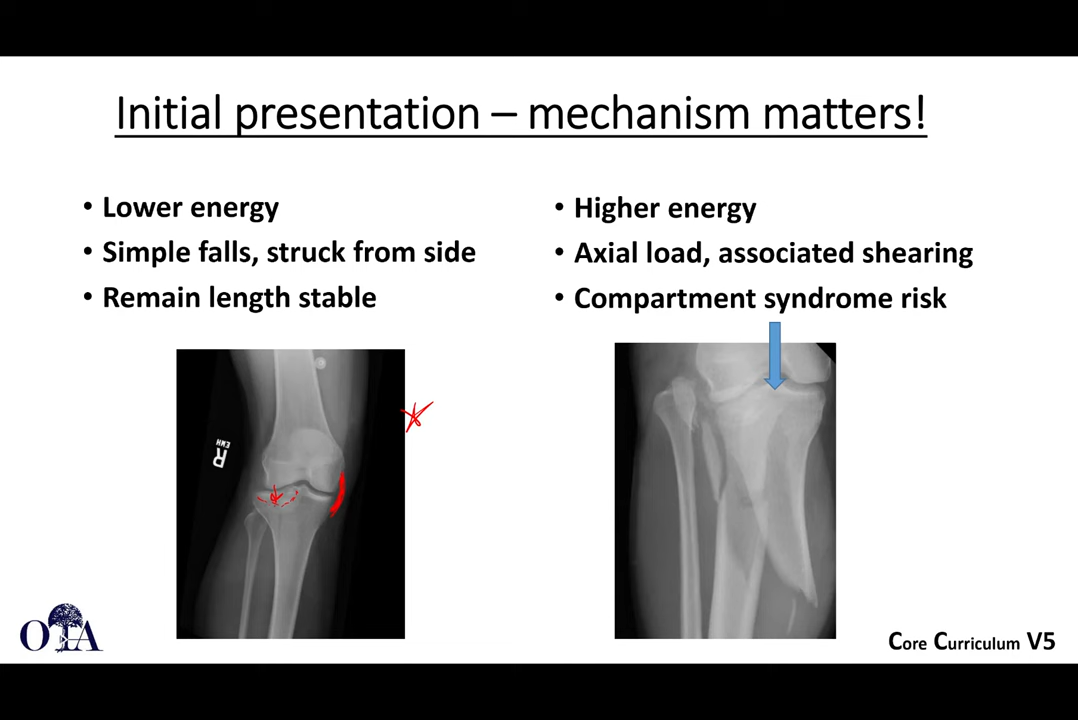 Initial presentation – mechanism matters!
• Lower energy
• Simple falls, struck from side
• Remain length stable
• Higher energy
• Axial load, associated shearing
• Compartment syndrome risk
R
EMH
OTA
Core Curriculum V5